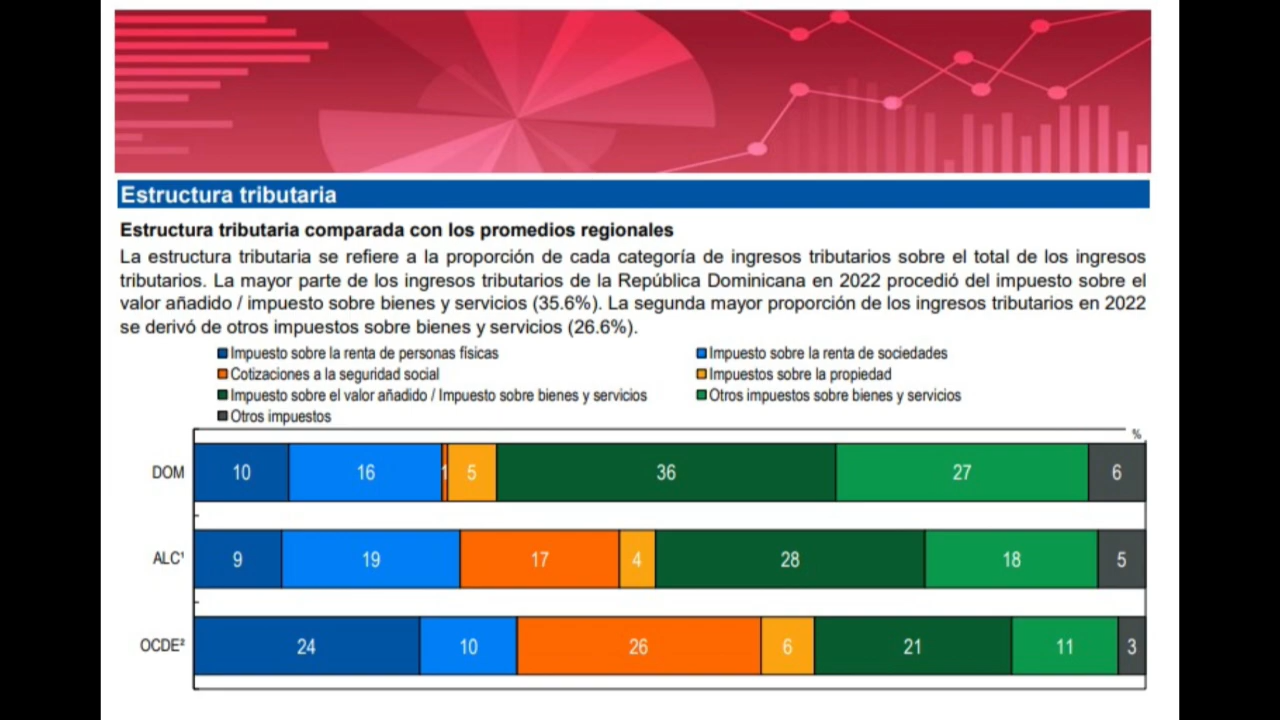 Estructura tributaria
Estructura tributaria comparada con los promedios regionales
La estructura tributaria se refiere a la proporción de cada categoría de ingresos tributarios sobre el total de los ingresos
tributarios. La mayor parte de los ingresos tributarios de la República Dominicana en 2022 procedió del impuesto sobre el
valor añadido / impuesto sobre bienes y servicios (35.6%). La segunda mayor proporción de los ingresos tributarios en 2022
se derivó de otros impuestos sobre bienes y servicios (26.6%).
Impuesto sobre la renta de personas físicas
Impuesto sobre la renta de sociedades
Cotizaciones a la seguridad social
Impuestos sobre la propiedad
Impuesto sobre el valor añadido / Impuesto sobre bienes y servicios
Otros impuestos sobre bienes y servicios
Otros impuestos
%
DOM 10 16 1 5 36 27 6
ALC¹ 9 19 17 4 28 18 5
OCDE² 24 10 26 6 21 11 3